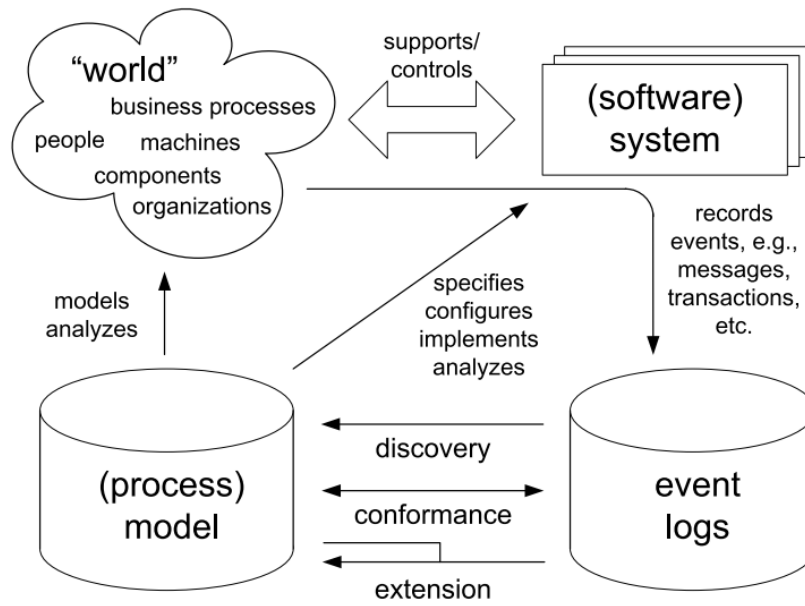 “world”
business processes
people
machines
components
organizations
supports/
controls
(software)
system
records
events, e.g.,
messages,
transactions,
etc.
models
analyzes
specifies
configures
implements
analyzes
(process)
model
discovery
conformance
extension
event
logs